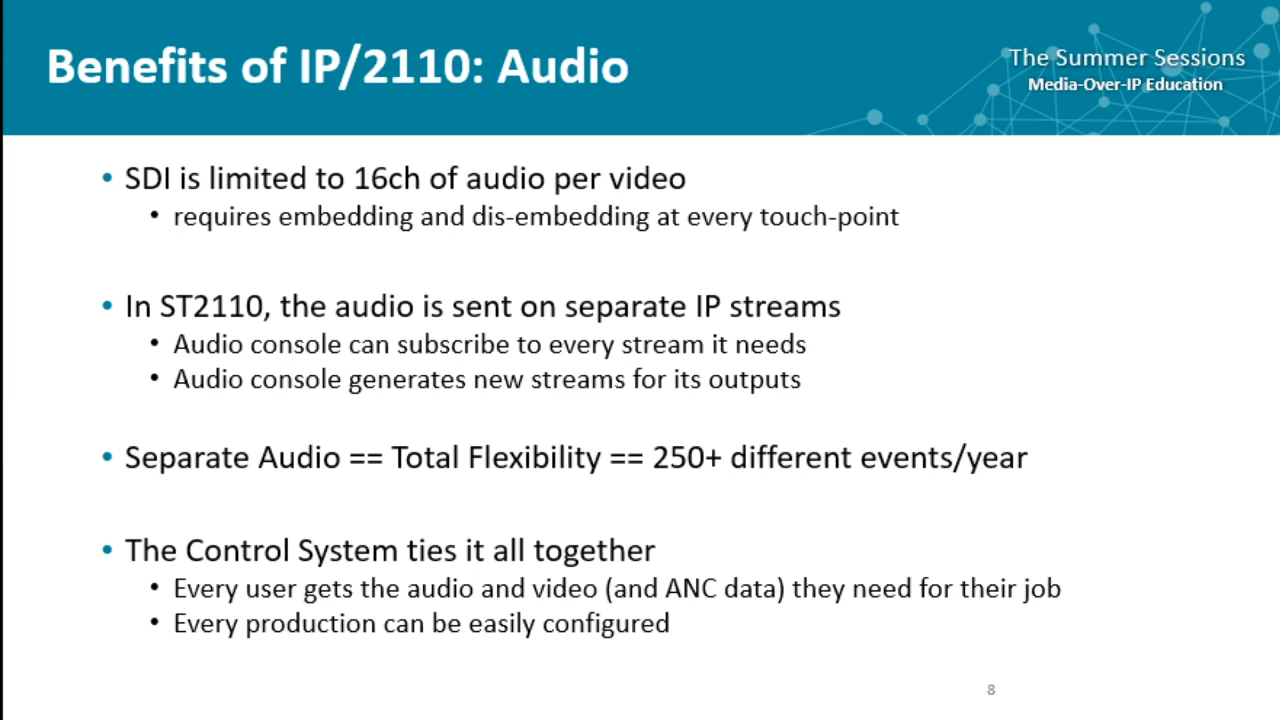 Benefits of IP/2110: Audio
The Summer Sessions
Media-Over-IP Education
• SDI is limited to 16ch of audio per video
• requires embedding and dis-embedding at every touch-point
• In ST2110, the audio is sent on separate IP streams
• Audio console can subscribe to every stream it needs
• Audio console generates new streams for its outputs
• Separate Audio == Total Flexibility == 250+ different events/year
• The Control System ties it all together
• Every user gets the audio and video (and ANC data) they need for their job
• Every production can be easily configured
8